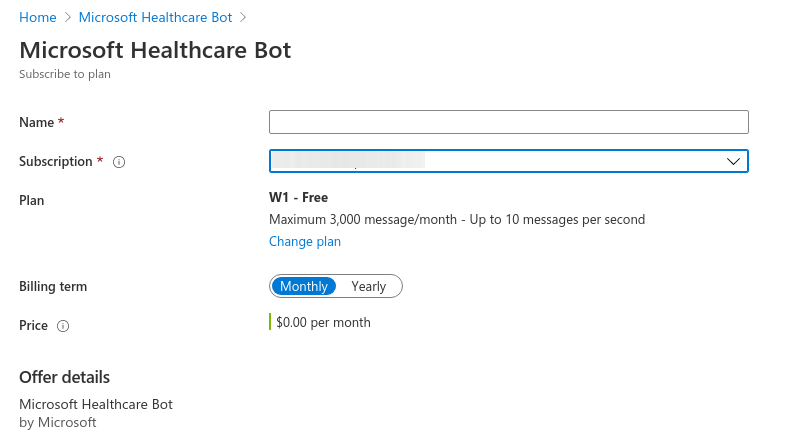 Home > Microsoft Healthcare Bot >
Microsoft Healthcare Bot
Subscribe to plan
Name *
Subscription *
Plan
W1 - Free
Maximum 3,000 message/month - Up to 10 messages per second
Change plan
Billing term
Monthly Yearly
Price
$0.00 per month
Offer details
Microsoft Healthcare Bot
by Microsoft